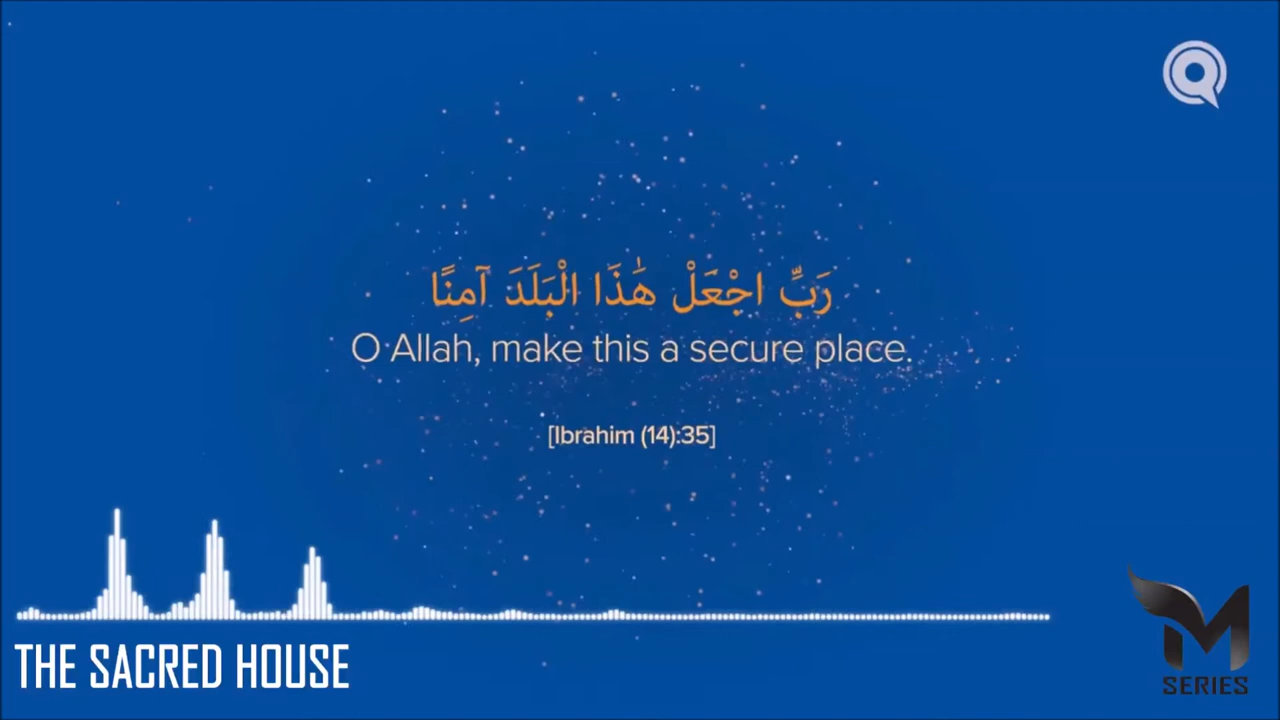 رَبِّ اجْعَلْ هَٰذَا الْبَلَدَ آمِنًا
O Allah, make this a secure place.
[Ibrahim (14):35]
THE SACRED HOUSE
M
SERIES